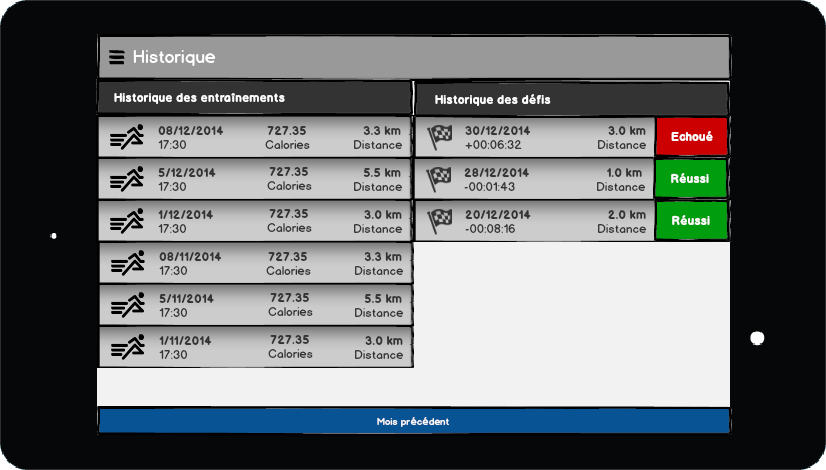 Historique
Historique des entraînements
08/12/2014 727.35 3.3 km
17:30 Calories Distance
5/12/2014 727.35 5.5 km
17:30 Calories Distance
1/12/2014 727.35 3.0 km
17:30 Calories Distance
08/11/2014 727.35 3.3 km
17:30 Calories Distance
5/11/2014 727.35 5.5 km
17:30 Calories Distance
1/11/2014 727.35 3.0 km
17:30 Calories Distance
Historique des défis
30/12/2014 3.0 km Echoué
+00:06:32 Distance
28/12/2014 1.0 km Réussi
-00:01:43 Distance
20/12/2014 2.0 km Réussi
-00:08:16 Distance
Mois précédent